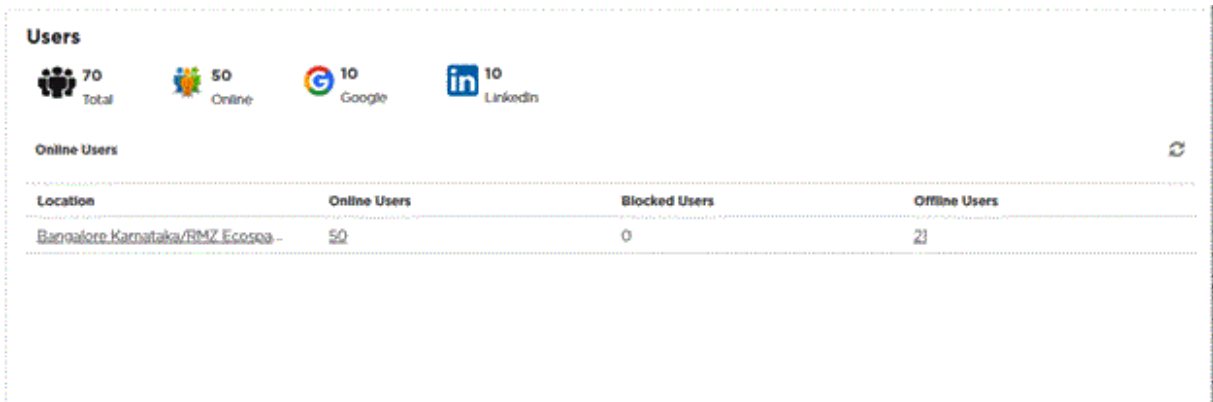 Users
70
Total
50
Online
10
Google
in
10
LinkedIn
Online Users
Location Online Users Blocked Users Offline Users
Bangalore Karnataka/RMZ Ecospa... 50 0 21